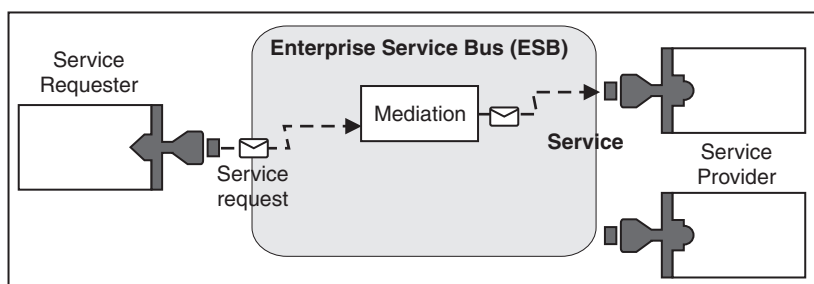 Enterprise Service Bus (ESB)
Service
Requester
Mediation
Service
request
Service
Service
Provider